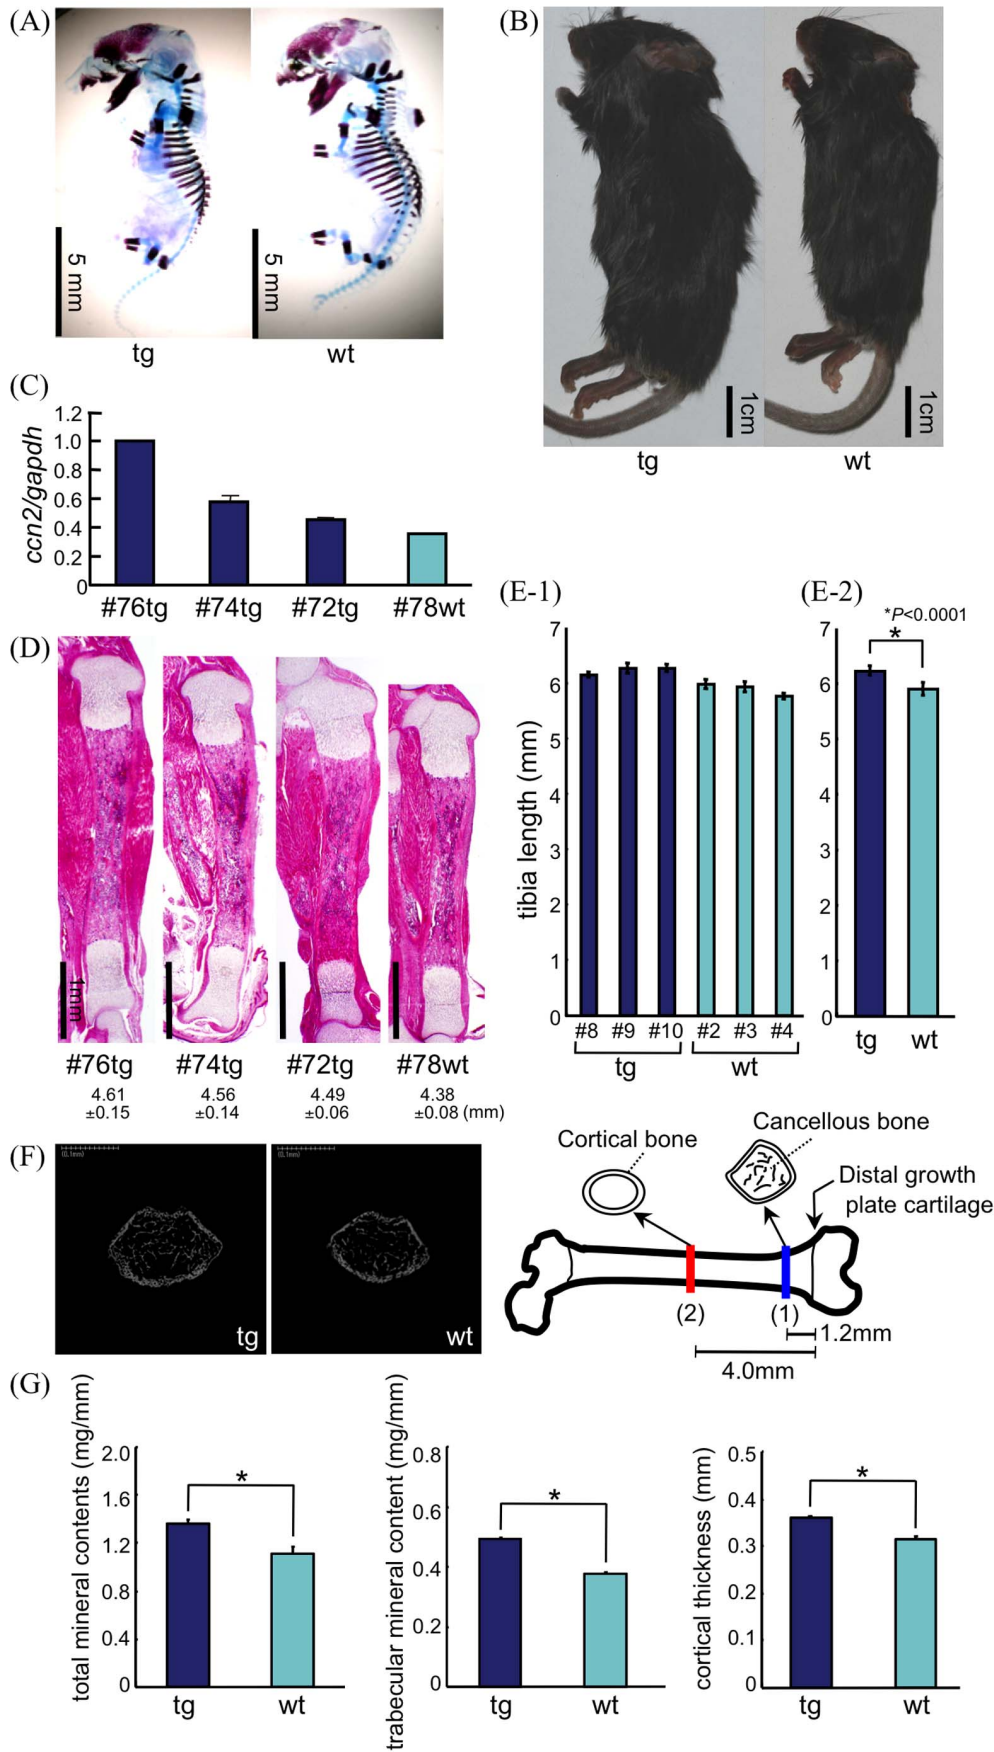 (A)
5 mm
5 mm
tg
wt
(B)
1cm
1cm
tg
wt
(C)
ccn2/gapdh
1.2
1.0
0.8
0.6
0.4
0.2
0
#76tg
#74tg
#72tg
#78wt
(D)
1mm
#76tg
#74tg
#72tg
#78wt
4.61
±0.15
4.56
±0.14
4.49
±0.06
4.38
±0.08 (mm)
(E-1)
tibia length (mm)
7
6
5
4
3
2
1
0
#8
#9
#10
#2
#3
#4
tg
wt
(E-2)
*P<0.0001
*
7
6
5
4
3
2
1
0
tg
wt
(F)
(0.1mm)
tg
(0.1mm)
wt
Cortical bone
Cancellous bone
Distal growth
plate cartilage
(2)
(1)
1.2mm
4.0mm
(G)
total mineral contents (mg/mm)
2.0
1.6
1.2
0.8
0.4
0
*
tg
wt
trabecular mineral content (mg/mm)
0.8
0.6
0.4
0.2
0
*
tg
wt
cortical thickness (mm)
0.5
0.4
0.3
0.2
0.1
0
*
tg
wt